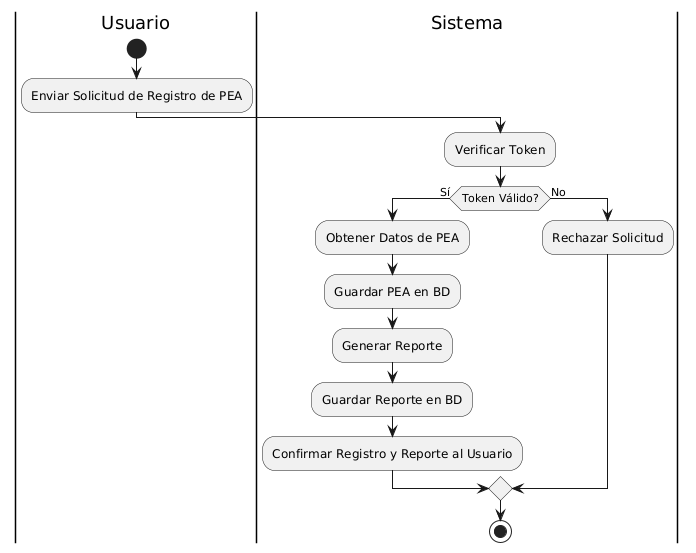 Usuario
Sistema
Enviar Solicitud de Registro de PEA
Verificar Token
Sí
Token Válido?
No
Obtener Datos de PEA
Rechazar Solicitud
Guardar PEA en BD
Generar Reporte
Guardar Reporte en BD
Confirmar Registro y Reporte al Usuario